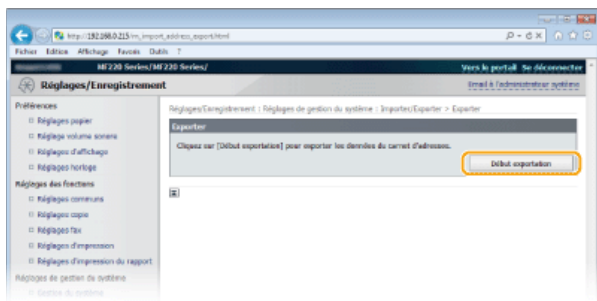 http://192.168.0.215/m_import_address_export.html
Fichier Edition Affichage Favoris Outils ?
MF220 Series/MF220 Series/ Vers le portail Se déconnecter
Réglages/Enregistrement Email à l'administrateur système
Préférences
Réglages papier
Réglage volume sonore
Réglages d'affichage
Réglages horloge
Réglages des fonctions
Réglages communs
Réglages copie
Réglages fax
Réglages d'impression
Réglages d'impression du rapport
Réglages de gestion du système
Gestion du système
Réglages/Enregistrement : Réglages de gestion du système : Importer/Exporter > Exporter
Exporter
Cliquez sur [Début exportation] pour exporter les données du carnet d'adresses.
Début exportation